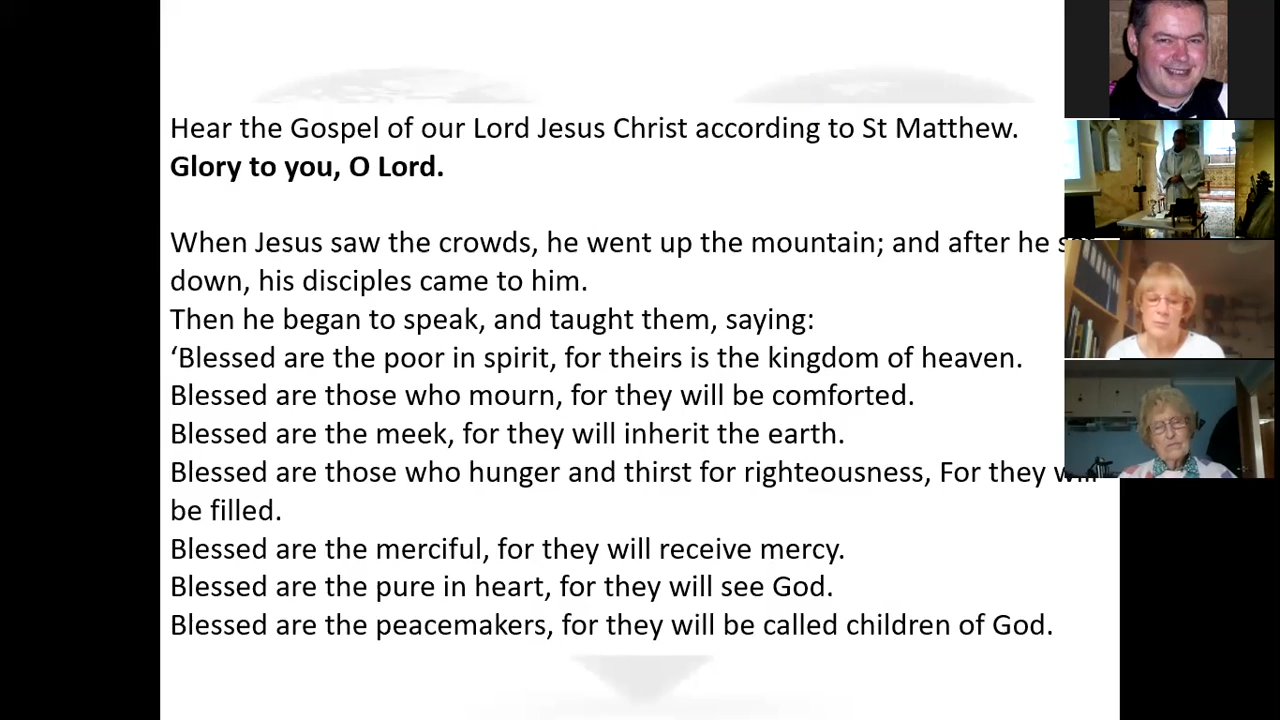 Hear the Gospel of our Lord Jesus Christ according to St Matthew.
Glory to you, O Lord.
When Jesus saw the crowds, he went up the mountain; and after he
down, his disciples came to him.
Then he began to speak, and taught them, saying:
‘Blessed are the poor in spirit, for theirs is the kingdom of heaven.
Blessed are those who mourn, for they will be comforted.
Blessed are the meek, for they will inherit the earth.
Blessed are those who hunger and thirst for righteousness, For they will
be filled.
Blessed are the merciful, for they will receive mercy.
Blessed are the pure in heart, for they will see God.
Blessed are the peacemakers, for they will be called children of God.